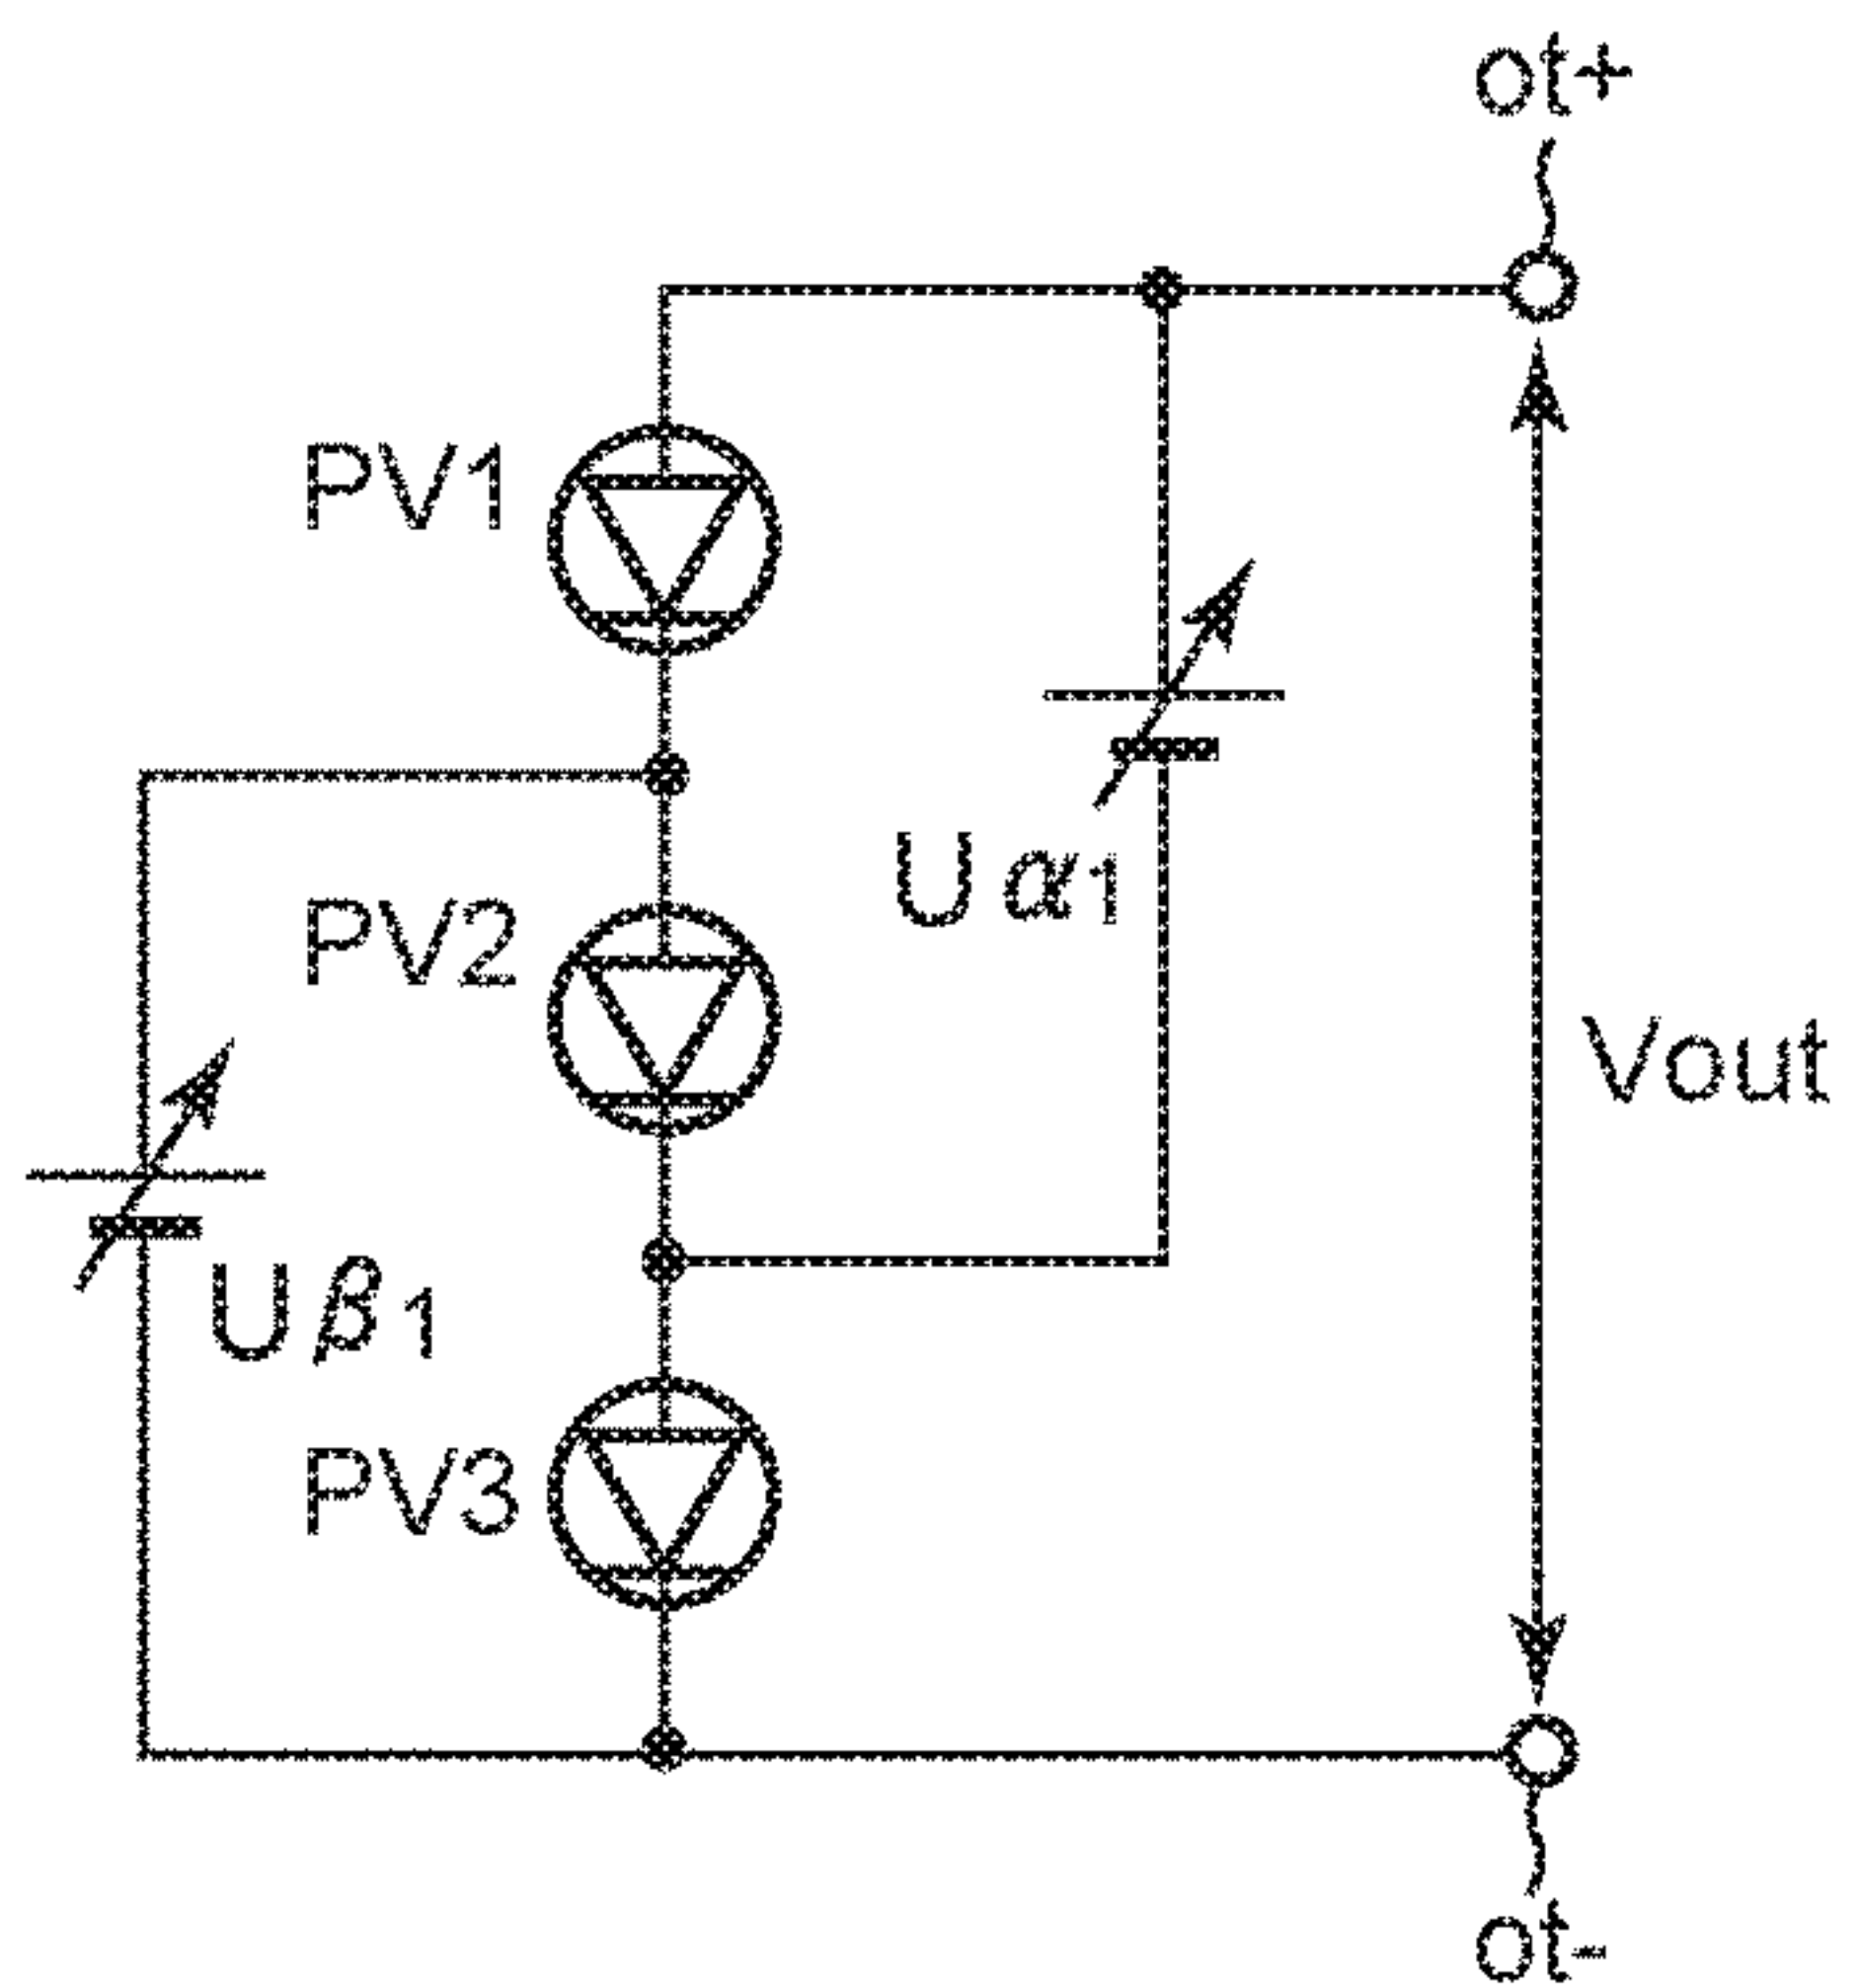 ot+
PV1
Uα1
PV2
Vout
Uβ1
PV3
ot-